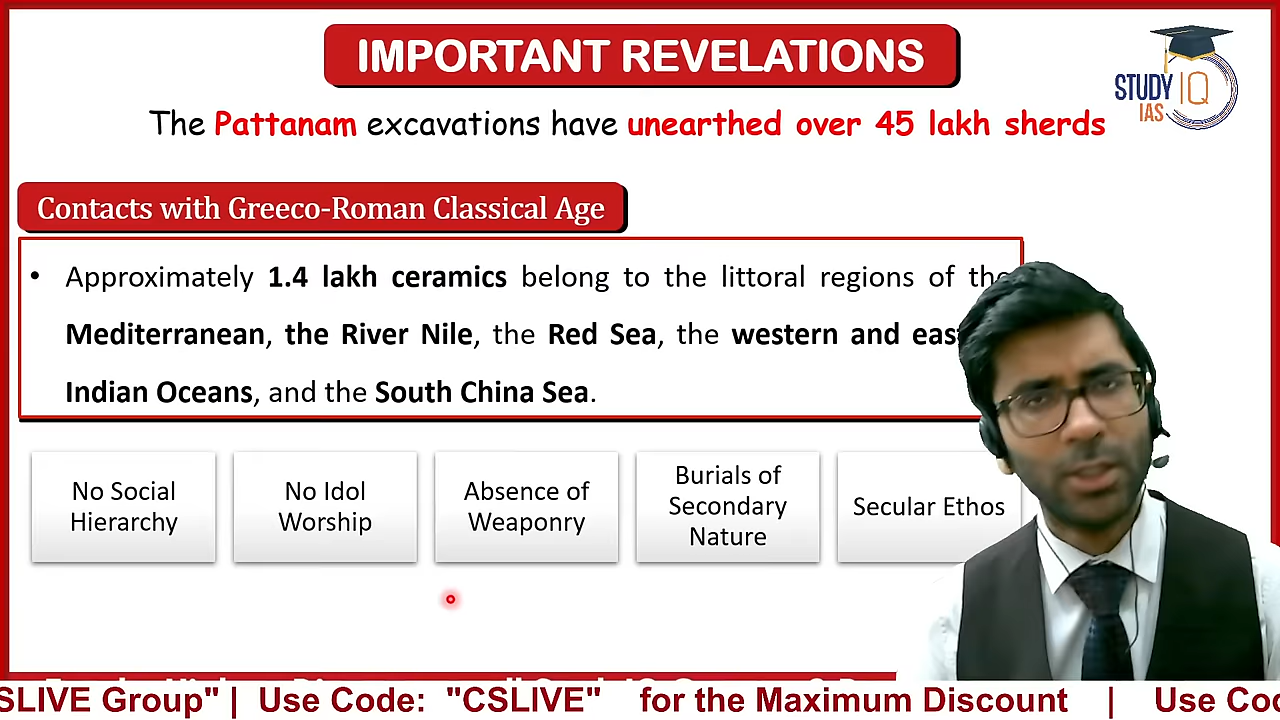 IMPORTANT REVELATIONS
STUDY IQ
IAS
The Pattanam excavations have unearthed over 45 lakh sherds
Contacts with Greeco-Roman Classical Age
• Approximately 1.4 lakh ceramics belong to the littoral regions of the
Mediterranean, the River Nile, the Red Sea, the western and eas
Indian Oceans, and the South China Sea.
No Social
Hierarchy
No Idol
Worship
Absence of
Weaponry
Burials of
Secondary
Nature
Secular Ethos
SLIVE Group" | Use Code: "CSLIVE" for the Maximum Discount | Use Co